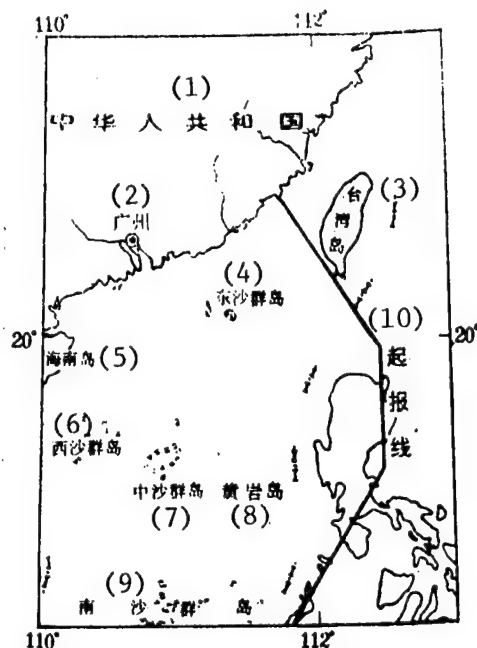 110°
112°
(1)
中华人共和国
(2)
广州
(3)
台湾岛
(4)
东沙群岛
(10)
起报线
20°
20°
海南岛 (5)
(6)
西沙群岛
中沙群岛 黄岩岛
(7) (8)
(9)
南沙群岛
110°
112°